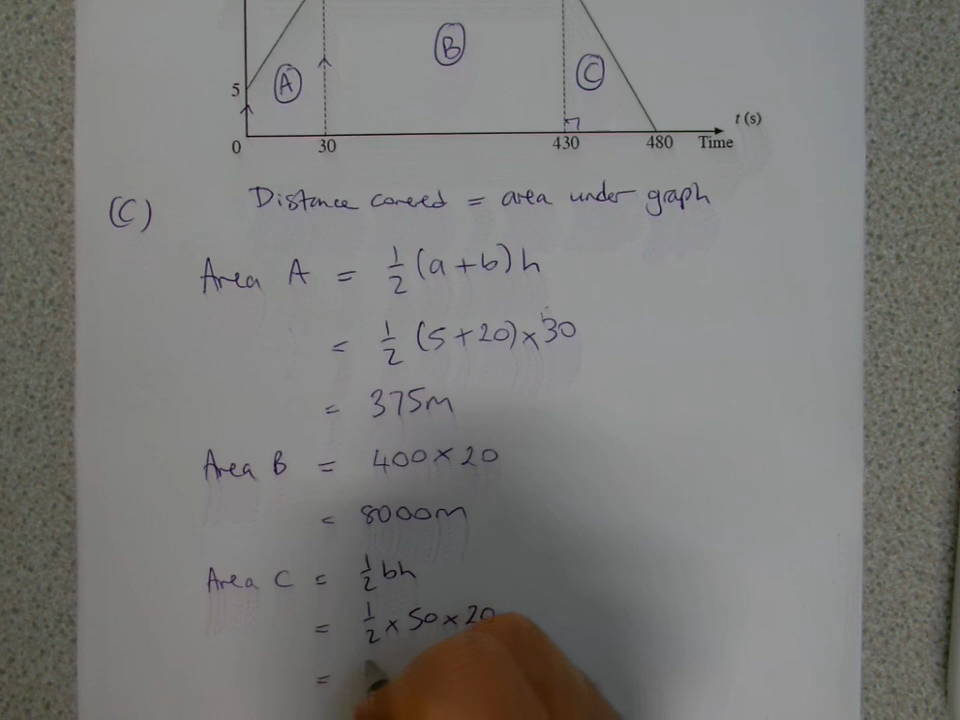 B
A
C
5
t (s)
0 30 430 480 Time
(C) Distance covered = area under graph
Area A = 1/2 (a+b) h
= 1/2 (5+20)×30
= 375m
Area B = 400×20
= 8000m
Area C = 1/2 bh
= 1/2 × 50 × 20
=